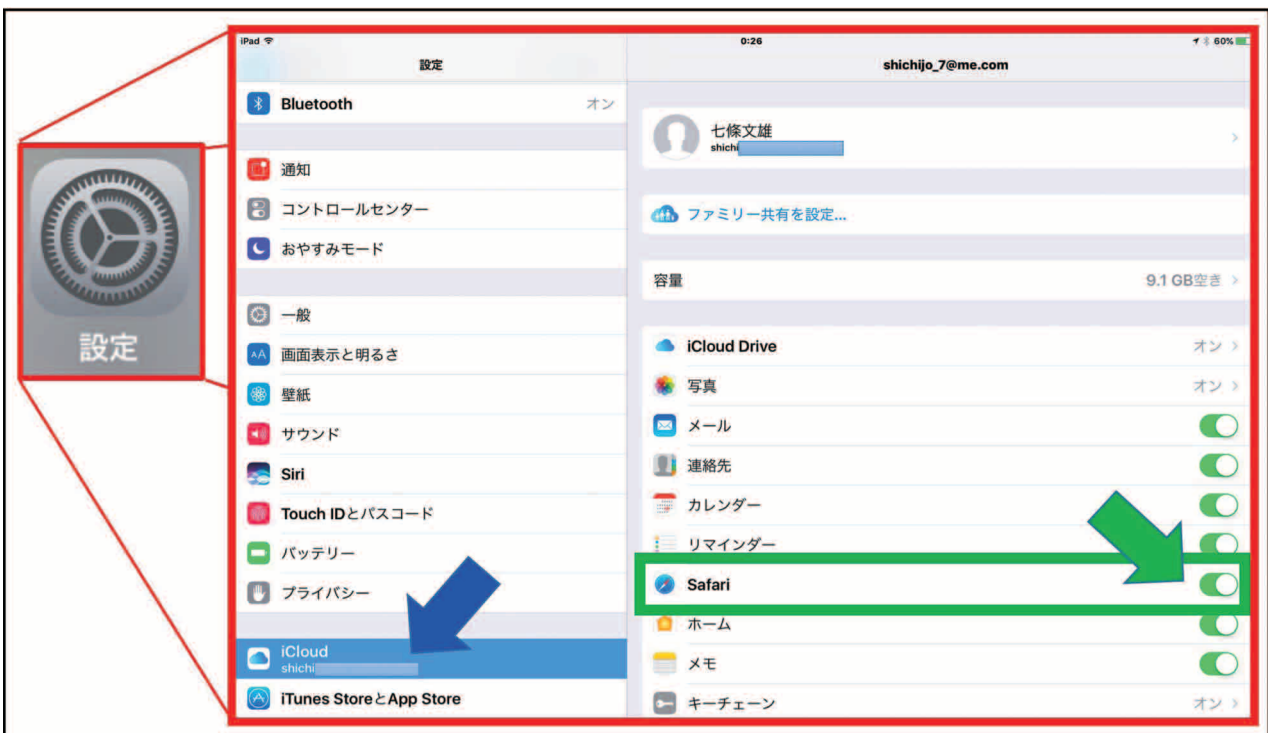 設定
iPad
0:26
60%
設定
shichijo_7@me.com
Bluetooth
オン
通知
コントロールセンター
おやすみモード
一般
AA 画面表示と明るさ
壁紙
サウンド
Siri
Touch IDとパスコード
バッテリー
プライバシー
iCloud
shichi
iTunes StoreとApp Store
七條文雄
shichi
ファミリー共有を設定...
容量
9.1 GB空き
iCloud Drive
オン
写真
オン
メール
連絡先
カレンダー
リマインダー
Safari
ホーム
メモ
キーチェーン
オン